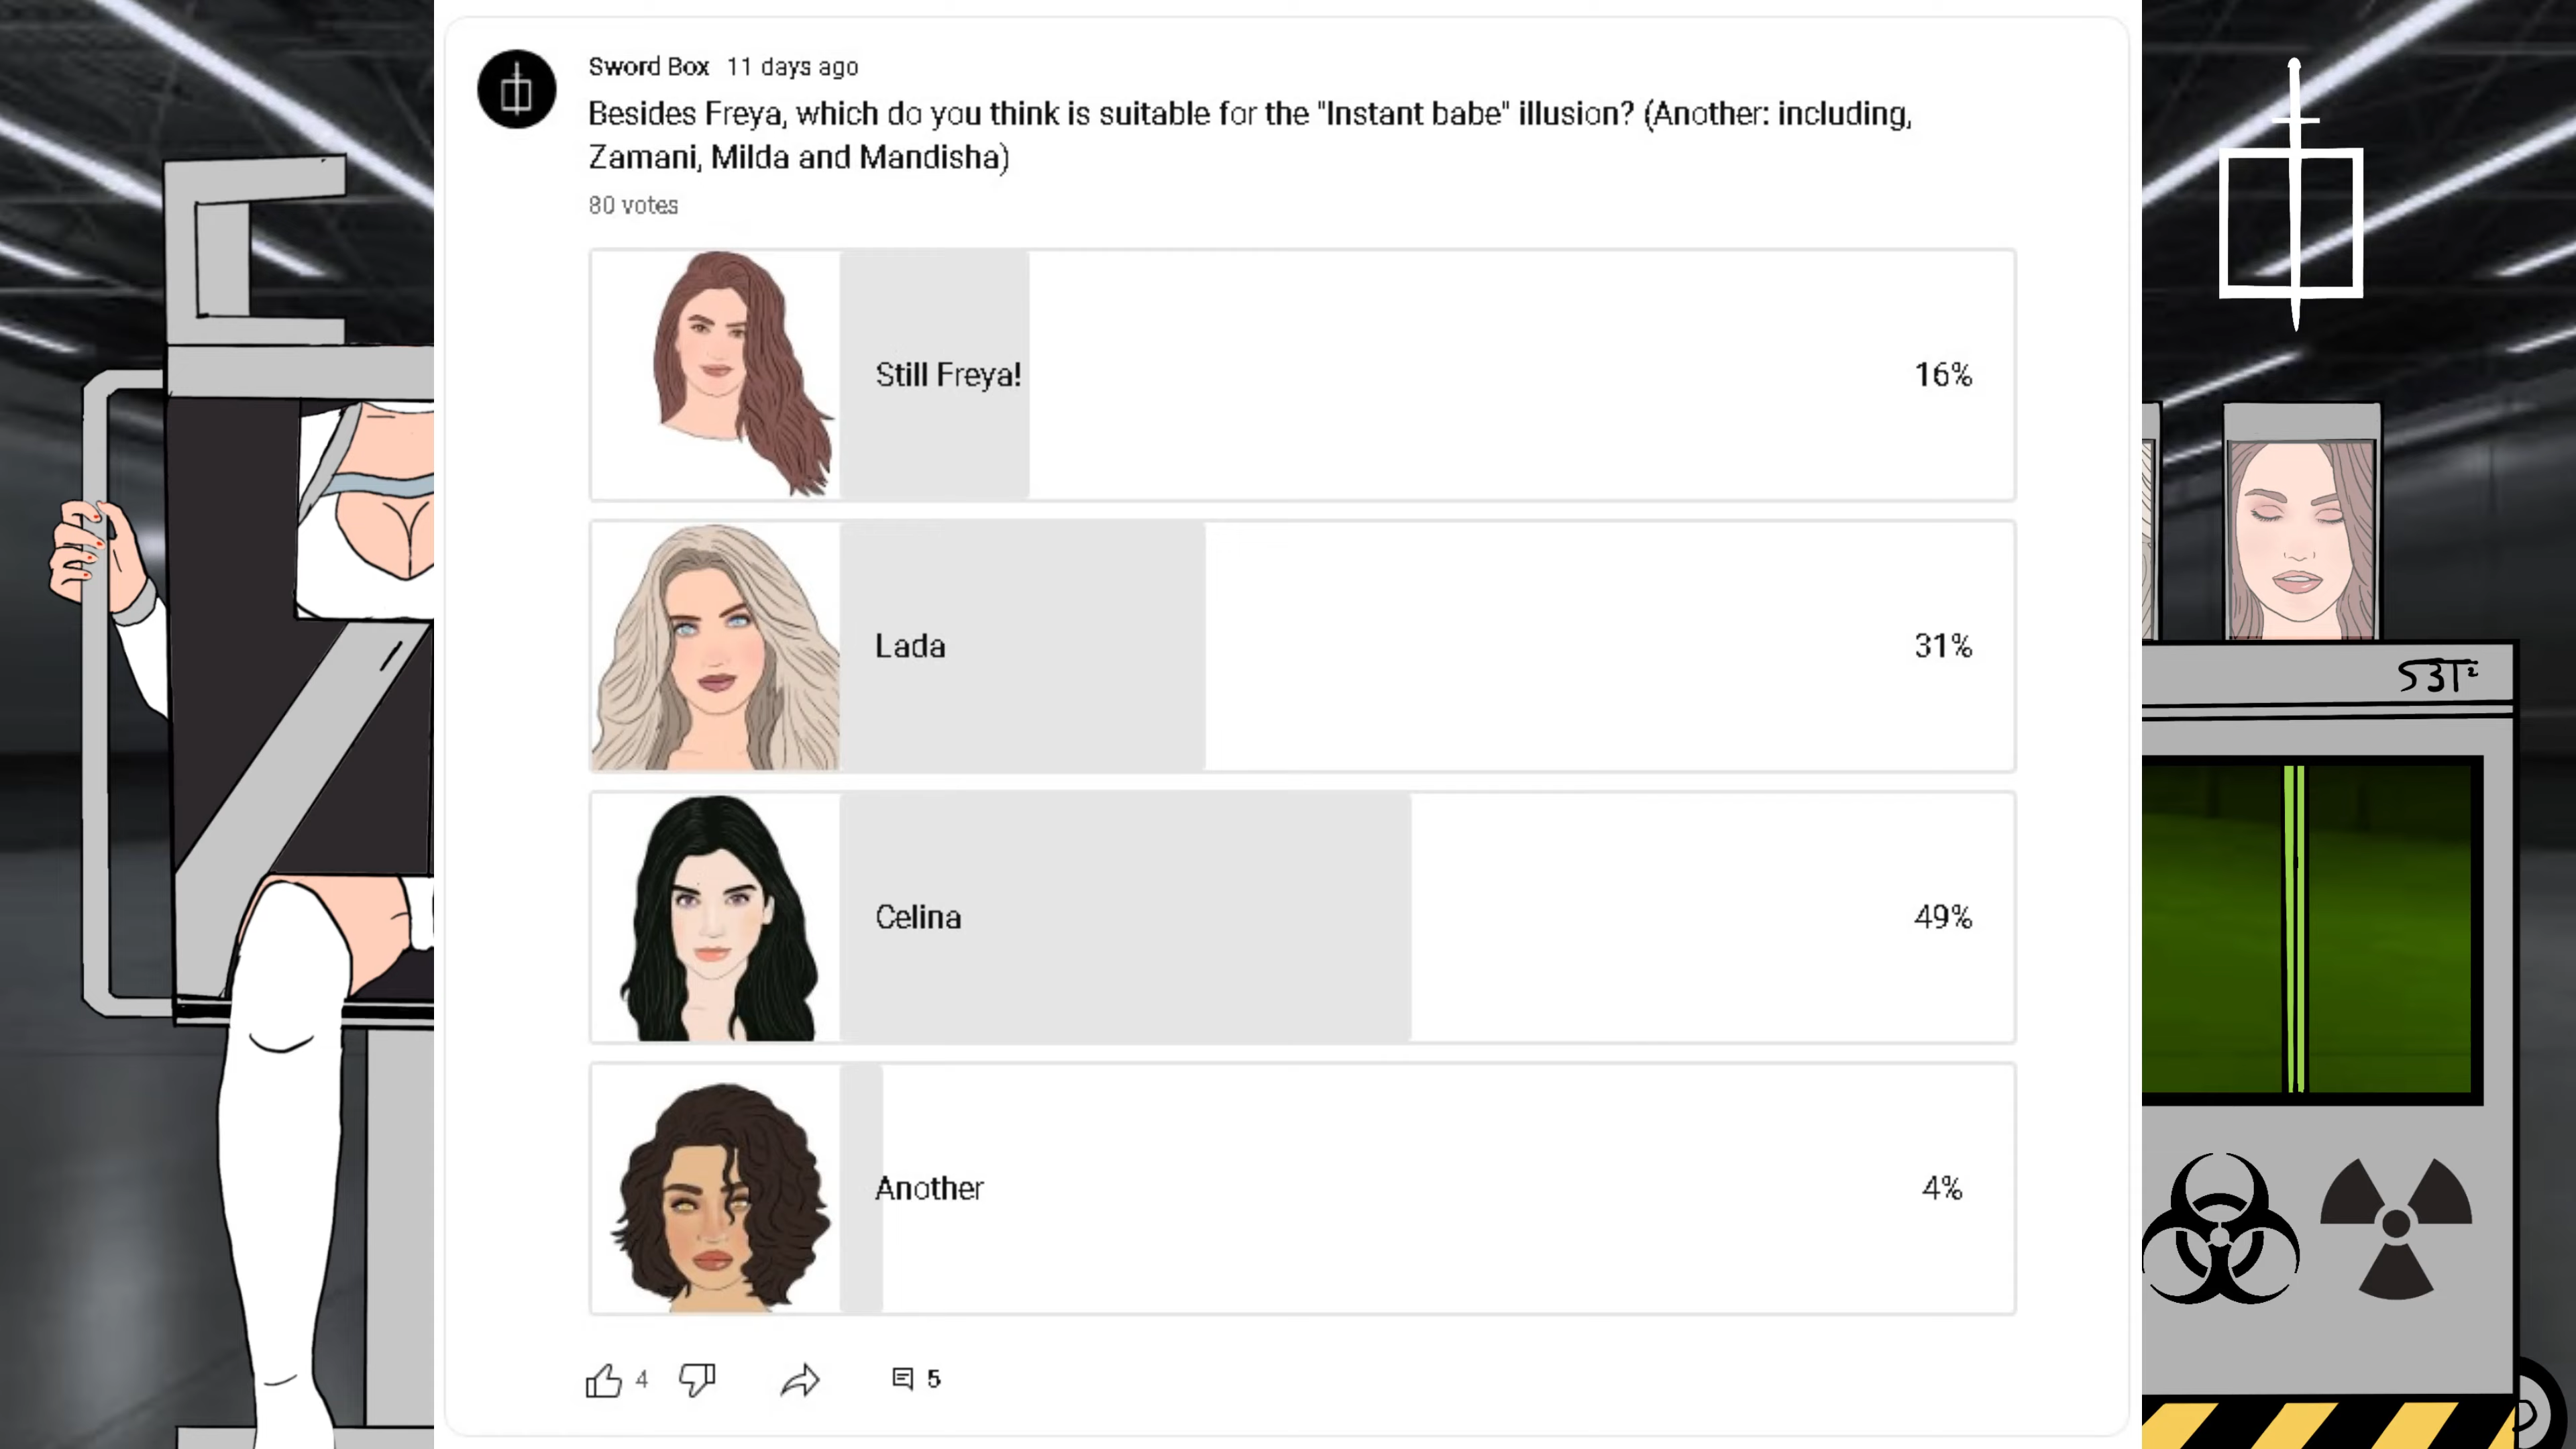 Sword Box 11 days ago
Besides Freya, which do you think is suitable for the "Instant babe" illusion? (Another: including,
Zamani, Milda and Mandisha)
80 votes
Still Freya! 16%
Lada 31%
Celina 49%
Another 4%
4 5
S3T²